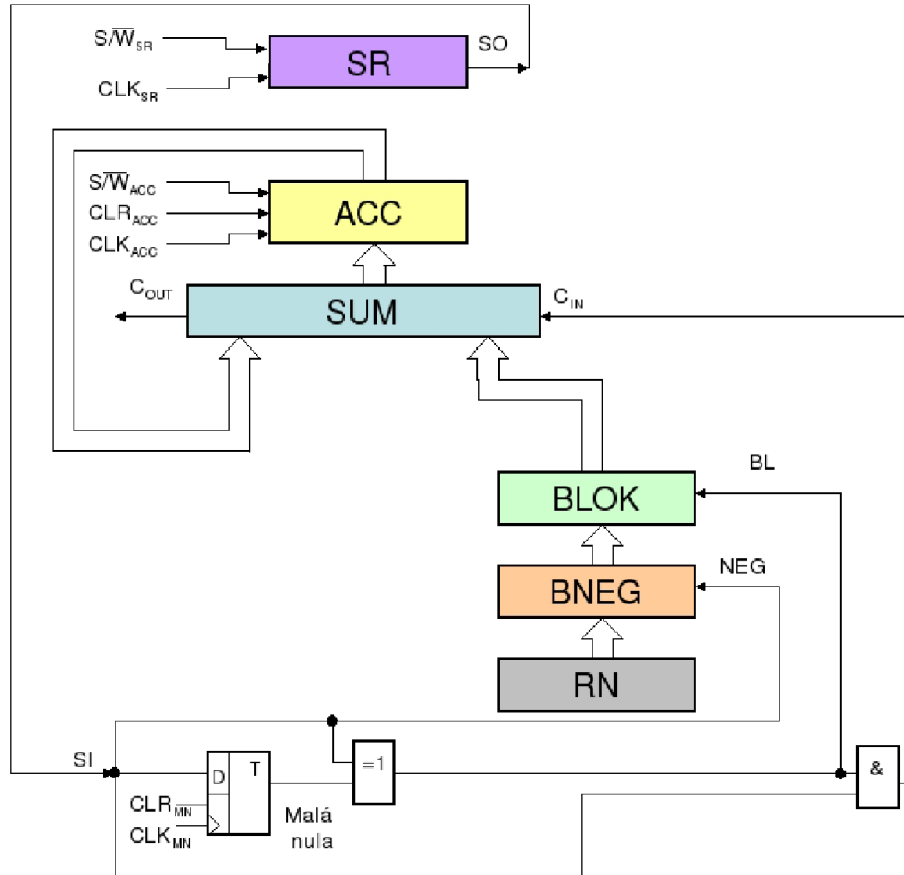 S/W̅SR
SR
SO
CLKSR
S/W̅ACC
CLRACC
CLKACC
ACC
COUT
SUM
CIN
BL
BLOK
NEG
BNEG
RN
SI
D
T
=1
&
CLRMN
CLKMN
Malá
nula